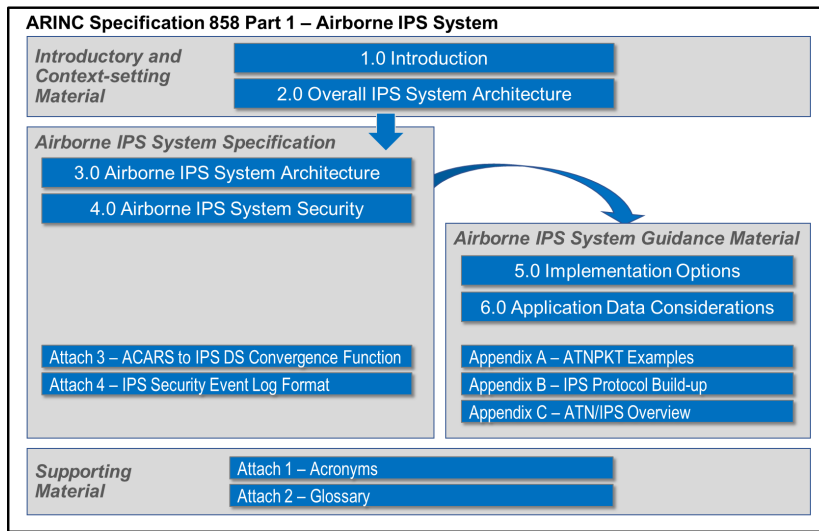 ARINC Specification 858 Part 1 – Airborne IPS System
Introductory and
Context-setting
Material
1.0 Introduction
2.0 Overall IPS System Architecture
Airborne IPS System Specification
3.0 Airborne IPS System Architecture
4.0 Airborne IPS System Security
Attach 3 – ACARS to IPS DS Convergence Function
Attach 4 – IPS Security Event Log Format
Airborne IPS System Guidance Material
5.0 Implementation Options
6.0 Application Data Considerations
Appendix A – ATNPKT Examples
Appendix B – IPS Protocol Build-up
Appendix C – ATN/IPS Overview
Supporting
Material
Attach 1 – Acronyms
Attach 2 – Glossary